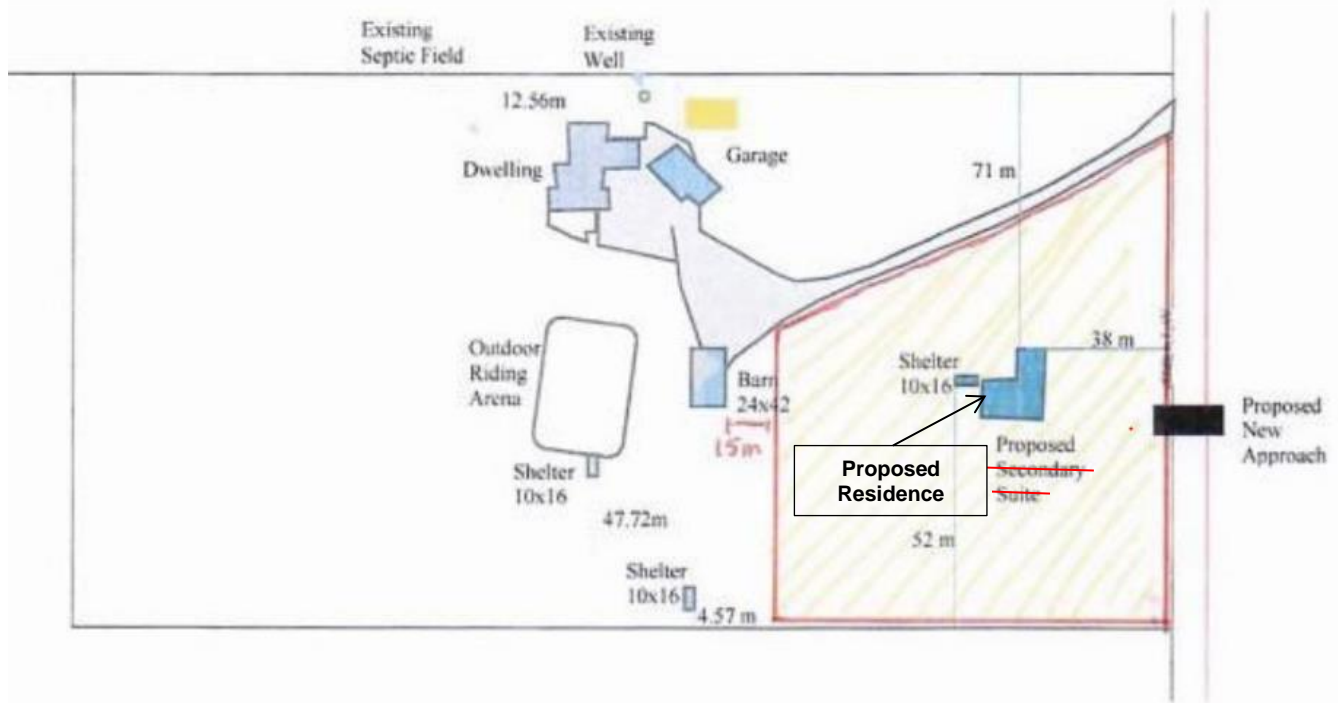 Existing
Septic Field
Existing
Well
12.56m
Dwelling
Garage
71 m
38 m
Outdoor
Riding
Arena
Barn
24x42
15m
Shelter
10x16
Shelter
10x16
Proposed
New
Approach
Proposed
Secondary
Suite
Proposed
Residence
47.72m
52 m
Shelter
10x16
4.57 m